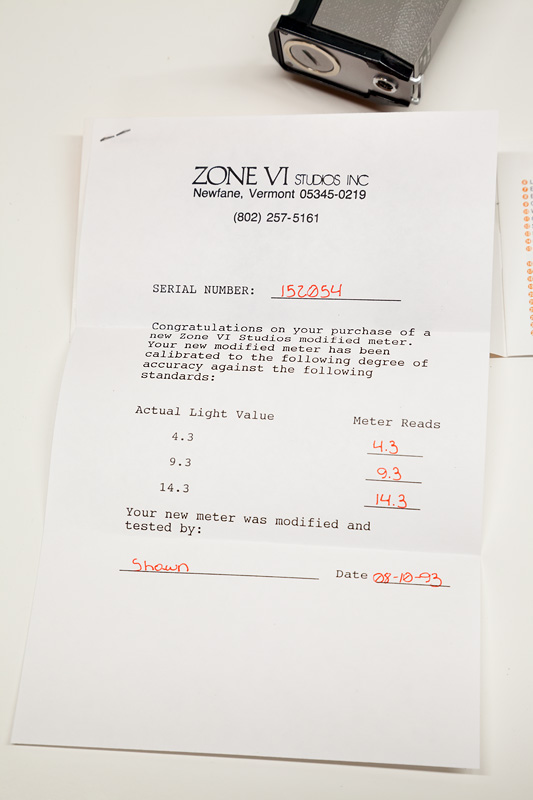 ZONE VI STUDIOS INC
Newfane, Vermont 05345-0219
(802) 257-5161
SERIAL NUMBER: 152054
Congratulations on your purchase of a
new Zone VI Studios modified meter.
Your new modified meter has been
calibrated to the following degree of
accuracy against the following
standards:
Actual Light Value Meter Reads
4.3 4.3
9.3 9.3
14.3 14.3
Your new meter was modified and
tested by:
Shawn Date 08-10-93